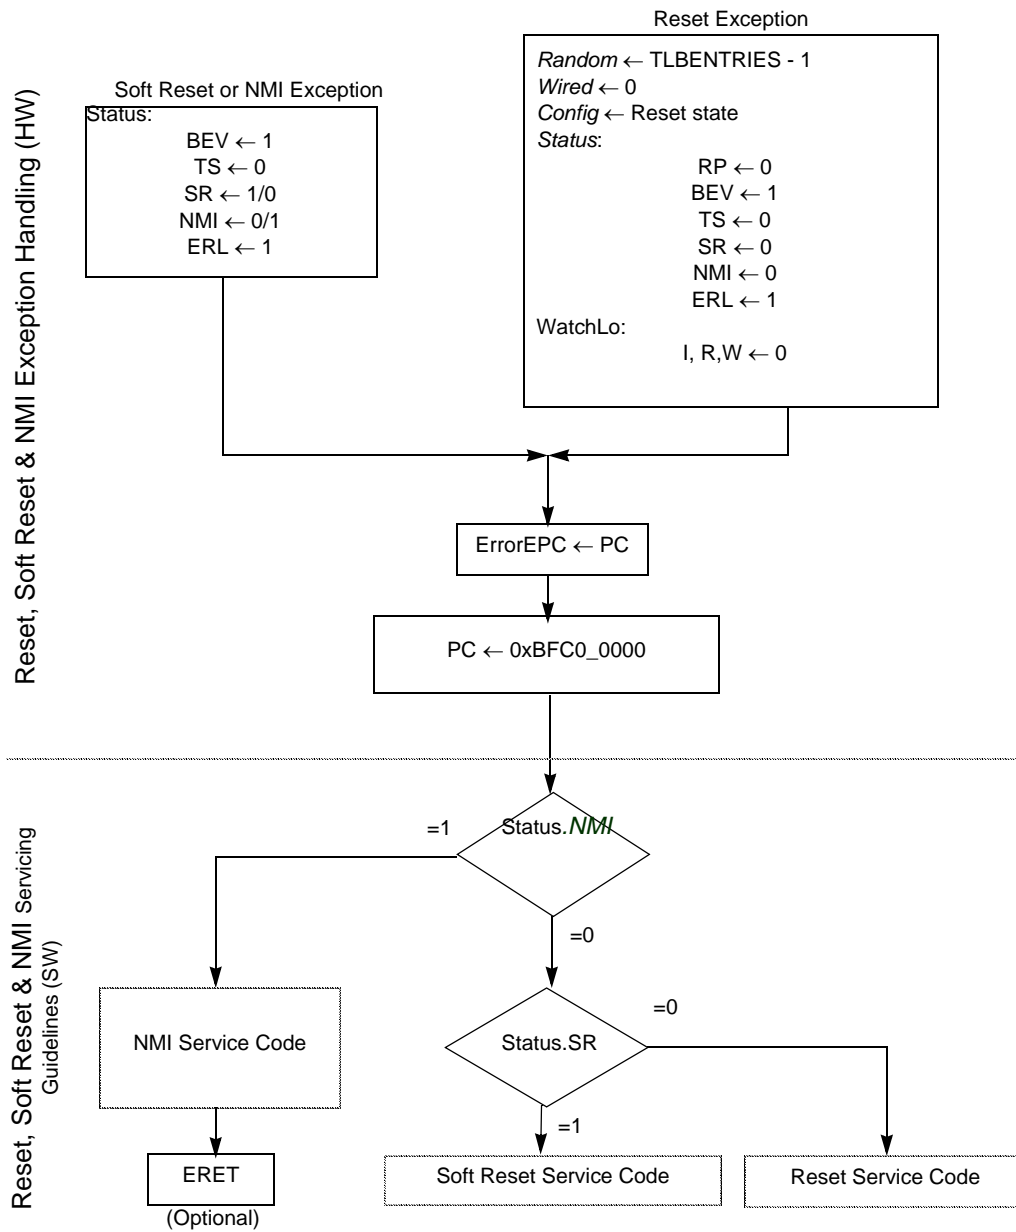 Reset, Soft Reset & NMI Exception Handling (HW)
Soft Reset or NMI Exception
Status:
BEV ← 1
TS ← 0
SR ← 1/0
NMI ← 0/1
ERL ← 1
Reset Exception
Random ← TLBENTRIES - 1
Wired ← 0
Config ← Reset state
Status:
RP ← 0
BEV ← 1
TS ← 0
SR ← 0
NMI ← 0
ERL ← 1
WatchLo:
I, R,W ← 0
ErrorEPC ← PC
PC ← 0xBFC0_0000
Reset, Soft Reset & NMI Servicing
Guidelines (SW)
Status.NMI
=1
=0
NMI Service Code
Status.SR
=0
=1
ERET
(Optional)
Soft Reset Service Code
Reset Service Code